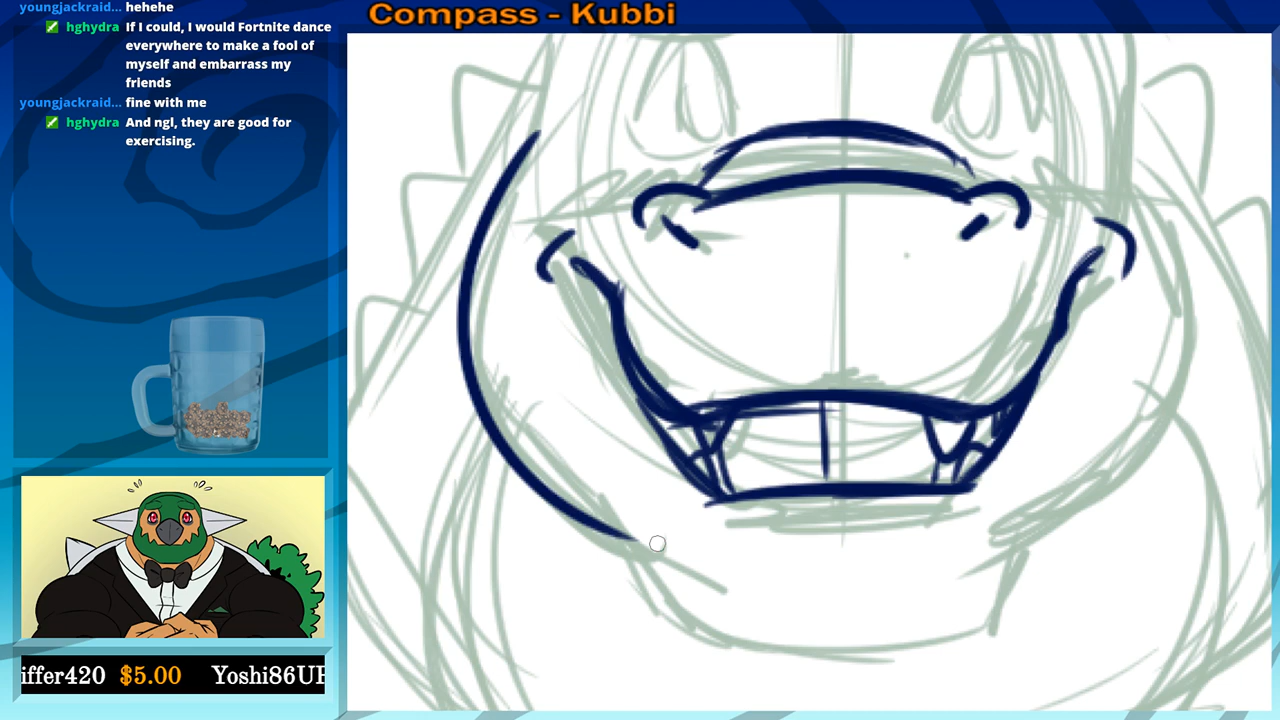 Compass - Kubbi
youngjackraid... hehehe
hghydra If I could, I would Fortnite dance
everywhere to make a fool of
myself and embarrass my
friends
youngjackraid... fine with me
hghydra And ngl, they are good for
exercising.
iffer420 $5.00 Yoshi86UP